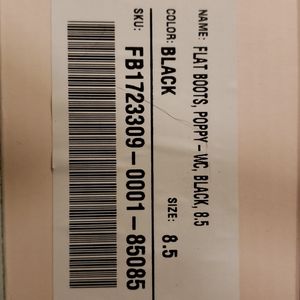 NAME: FLAT BOOTS, POPPY - WC, BLACK, 8.5
COLOR: BLACK SIZE: 8.5
SKU: FB1723309-0001-85085